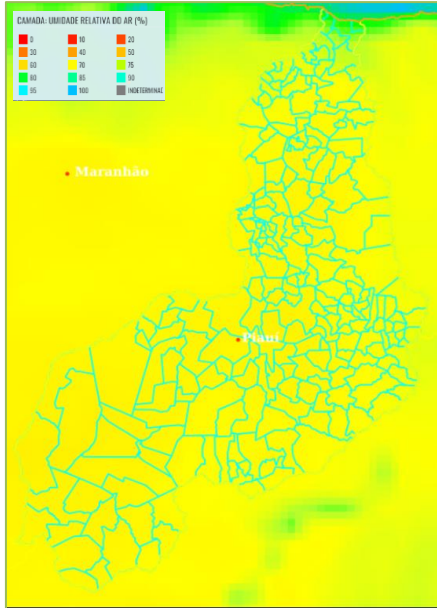 CAMADA: UMIDADE RELATIVA DO AR (%)
0 10 20
30 40 50
60 70 75
80 85 90
95 100 INDETERMINAD
Maranhão
Piauí